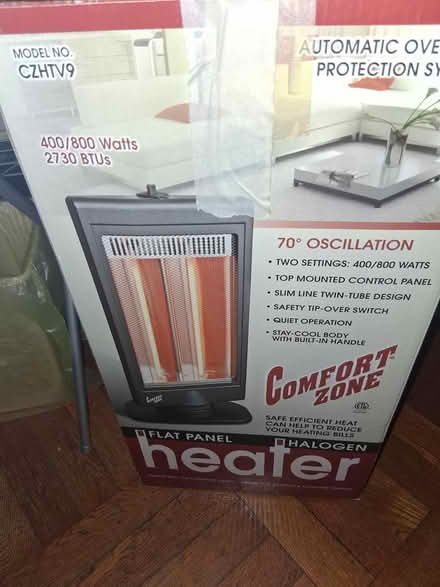 MODEL NO.
CZHTV9
AUTOMATIC OVE
PROTECTION SY
400/800 Watts
2730 BTUs
70° OSCILLATION
• TWO SETTINGS: 400/800 WATTS
• TOP MOUNTED CONTROL PANEL
• SLIM LINE TWIN-TUBE DESIGN
• SAFETY TIP-OVER SWITCH
• QUIET OPERATION
• STAY-COOL BODY
WITH BUILT-IN HANDLE
COMFORT
ZONE
SAFE EFFICIENT HEAT
CAN HELP TO REDUCE
YOUR HEATING BILLS
FLAT PANEL
HALOGEN
heater